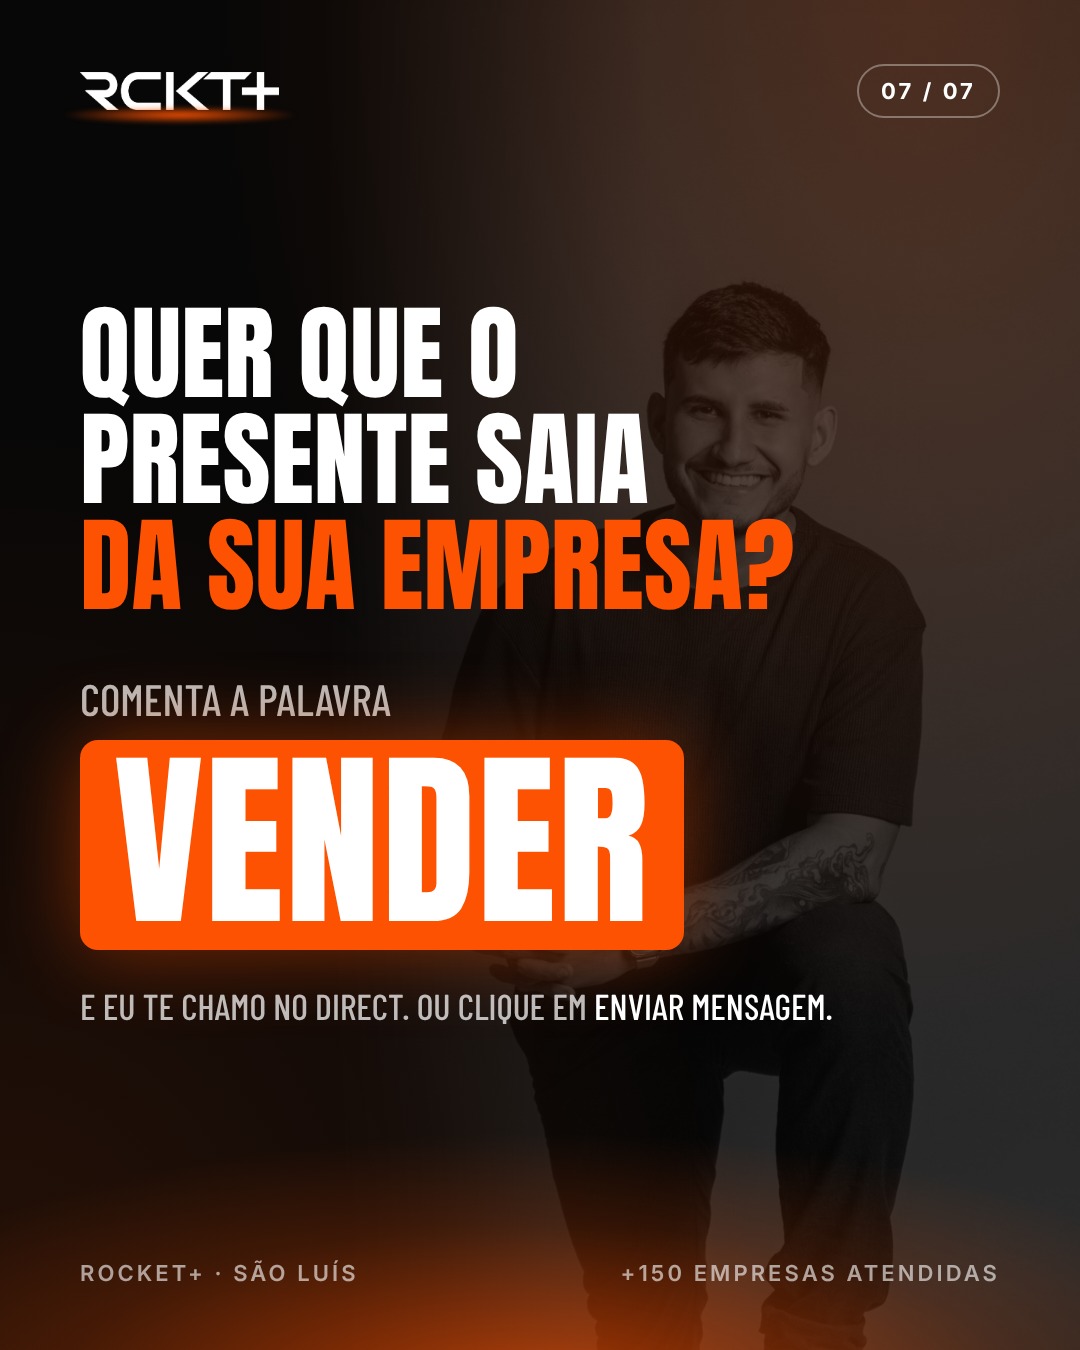 RCKT+
07 / 07
QUER QUE O
PRESENTE SAIA
DA SUA EMPRESA?
COMENTA A PALAVRA
VENDER
E EU TE CHAMO NO DIRECT. OU CLIQUE EM ENVIAR MENSAGEM.
ROCKET+ · SÃO LUÍS
+150 EMPRESAS ATENDIDAS